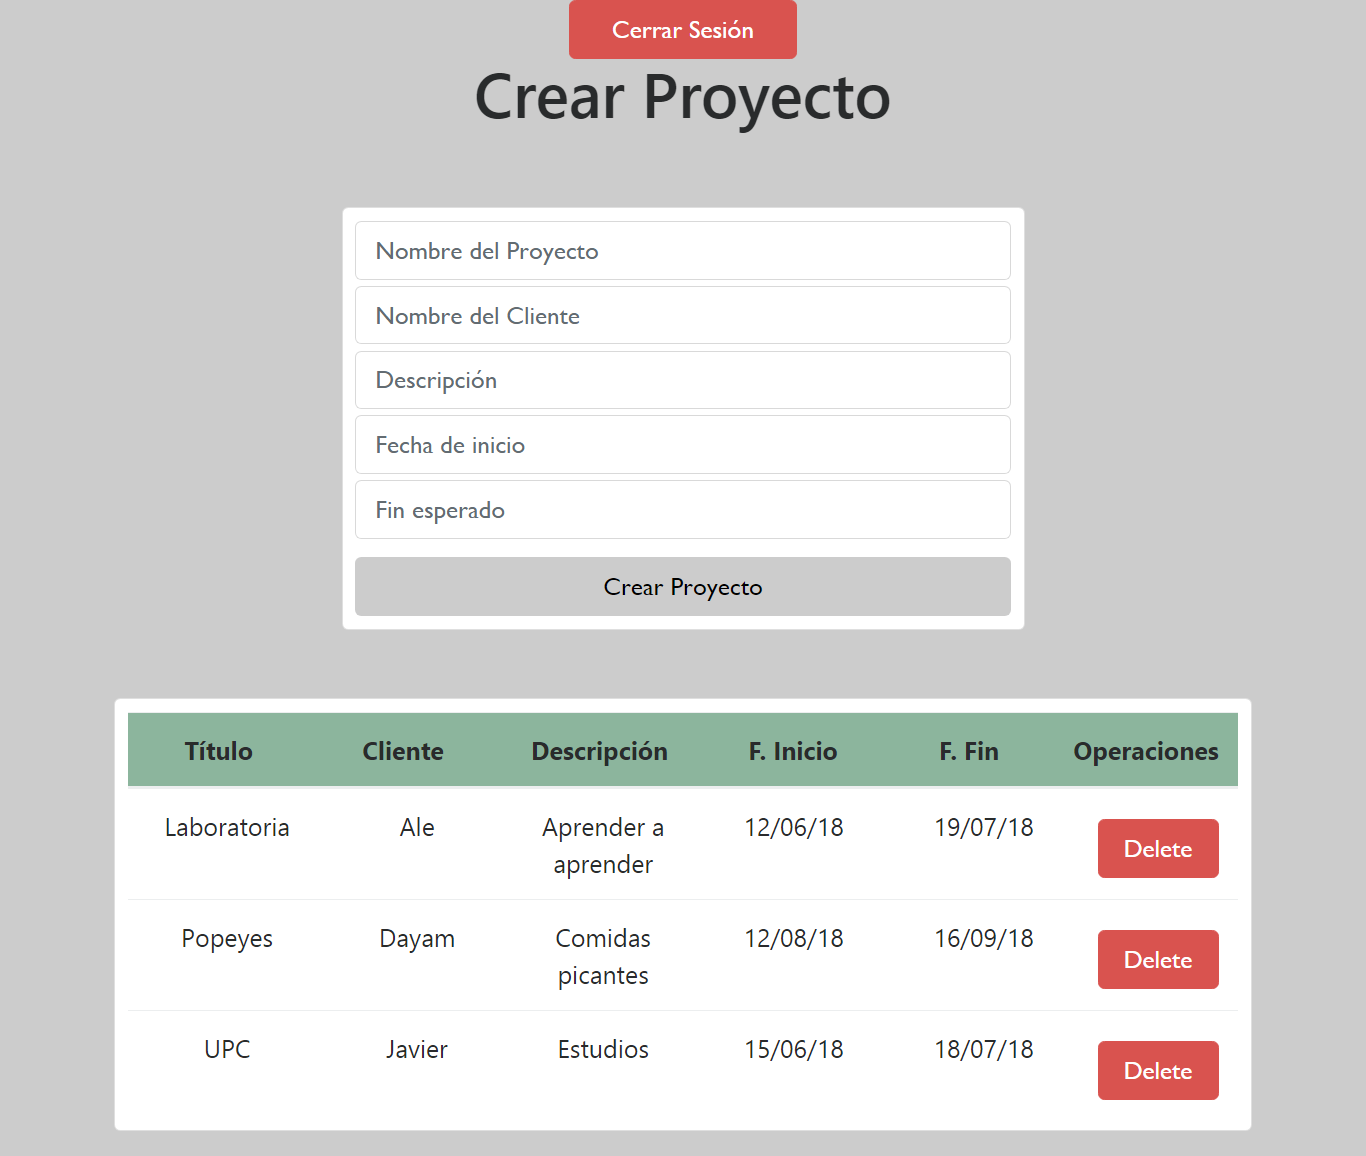 Cerrar Sesión
Crear Proyecto
Nombre del Proyecto
Nombre del Cliente
Descripción
Fecha de inicio
Fin esperado
Crear Proyecto
Título Cliente Descripción F. Inicio F. Fin Operaciones
Laboratoria Ale Aprender a 12/06/18 19/07/18 Delete
aprender
Popeyes Dayam Comidas 12/08/18 16/09/18 Delete
picantes
UPC Javier Estudios 15/06/18 18/07/18 Delete